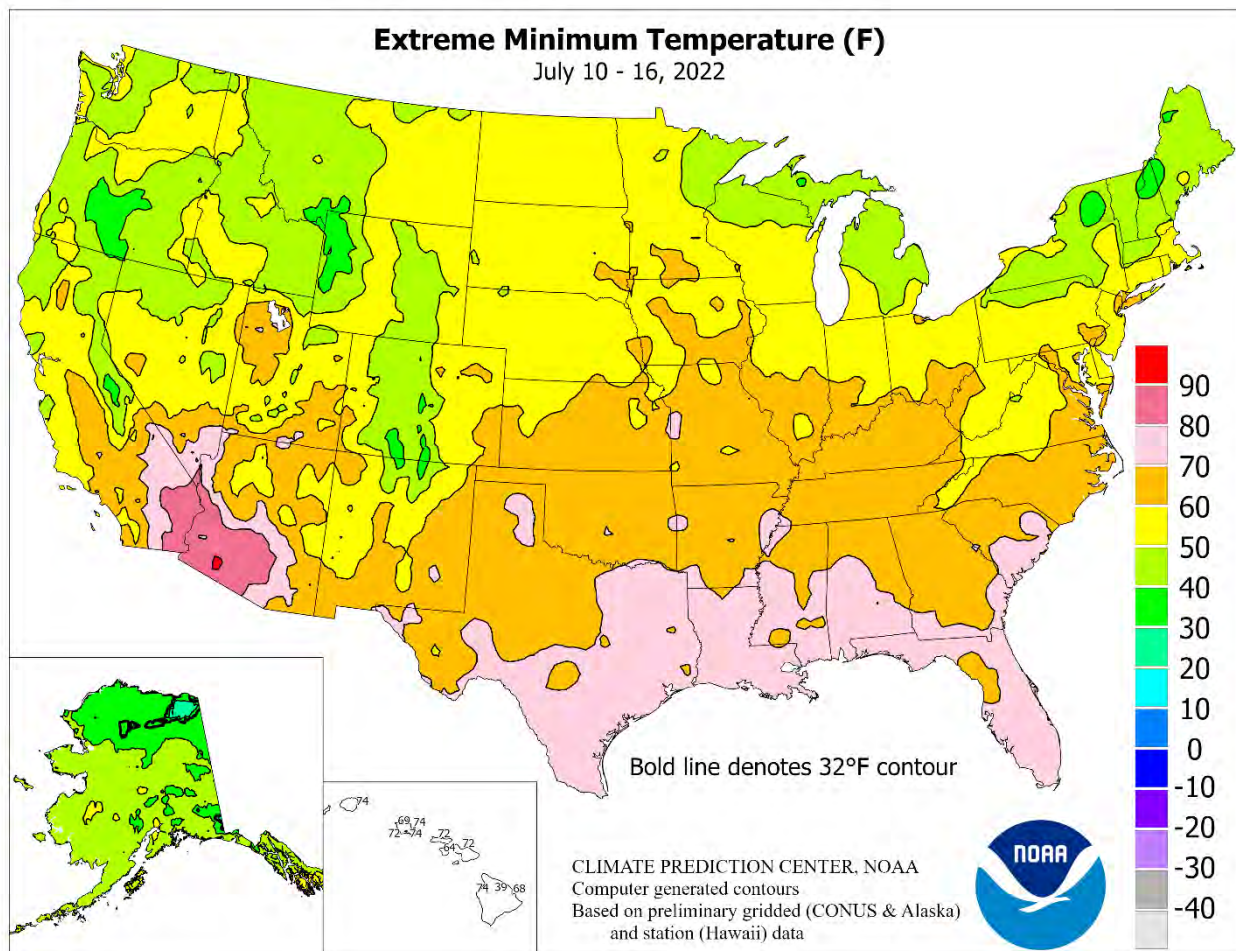 Extreme Minimum Temperature (F)
July 10 - 16, 2022
90
80
70
60
50
40
30
20
10
0
-10
-20
-30
-40
Bold line denotes 32°F contour
74
69 74
72 74
72
64 72
74 39 68
CLIMATE PREDICTION CENTER, NOAA
Computer generated contours
Based on preliminary gridded (CONUS & Alaska)
and station (Hawaii) data
NOAA